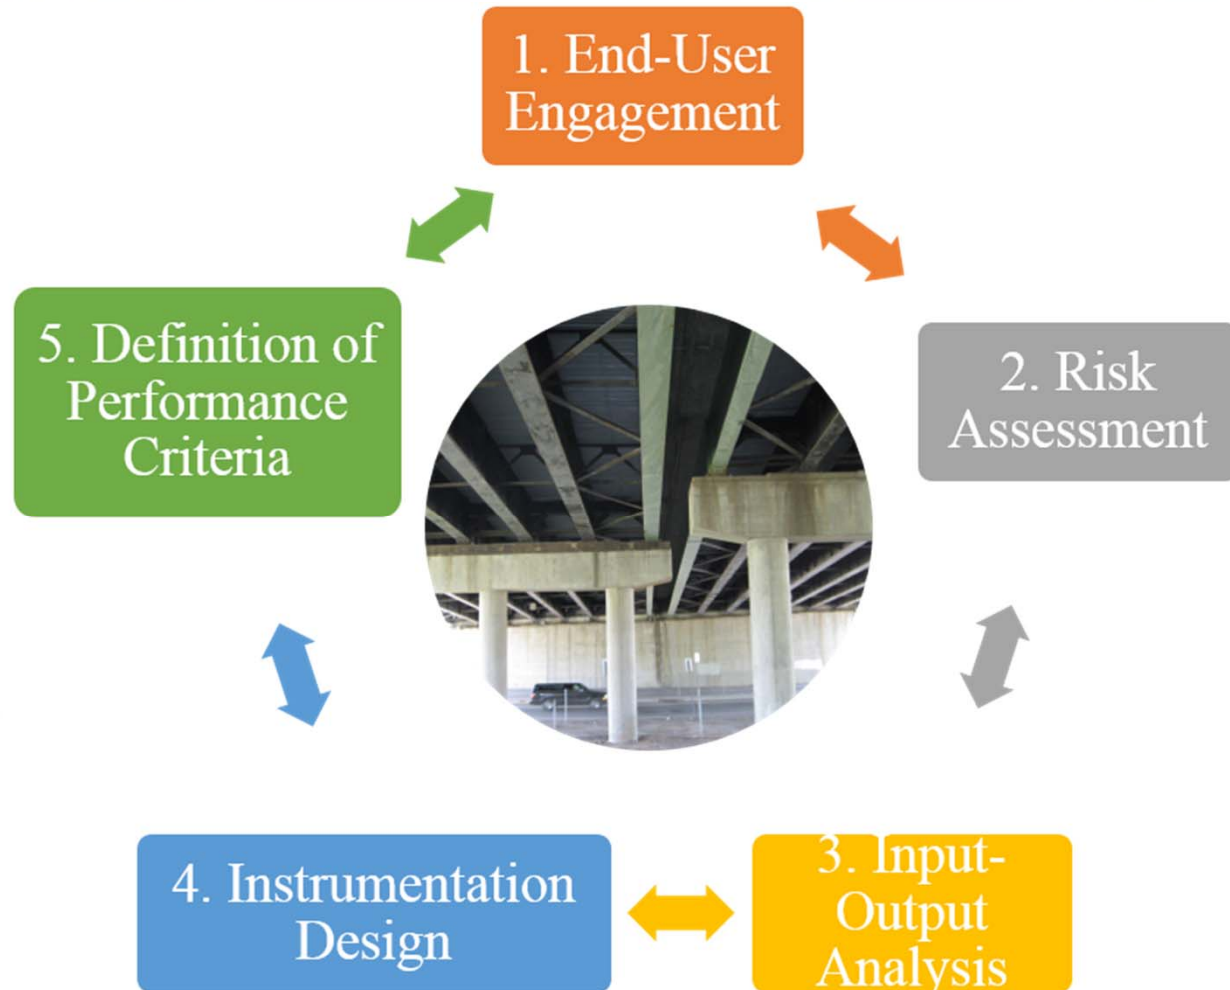 1. End-User
Engagement
2. Risk
Assessment
3. Input-
Output
Analysis
4. Instrumentation
Design
5. Definition of
Performance
Criteria